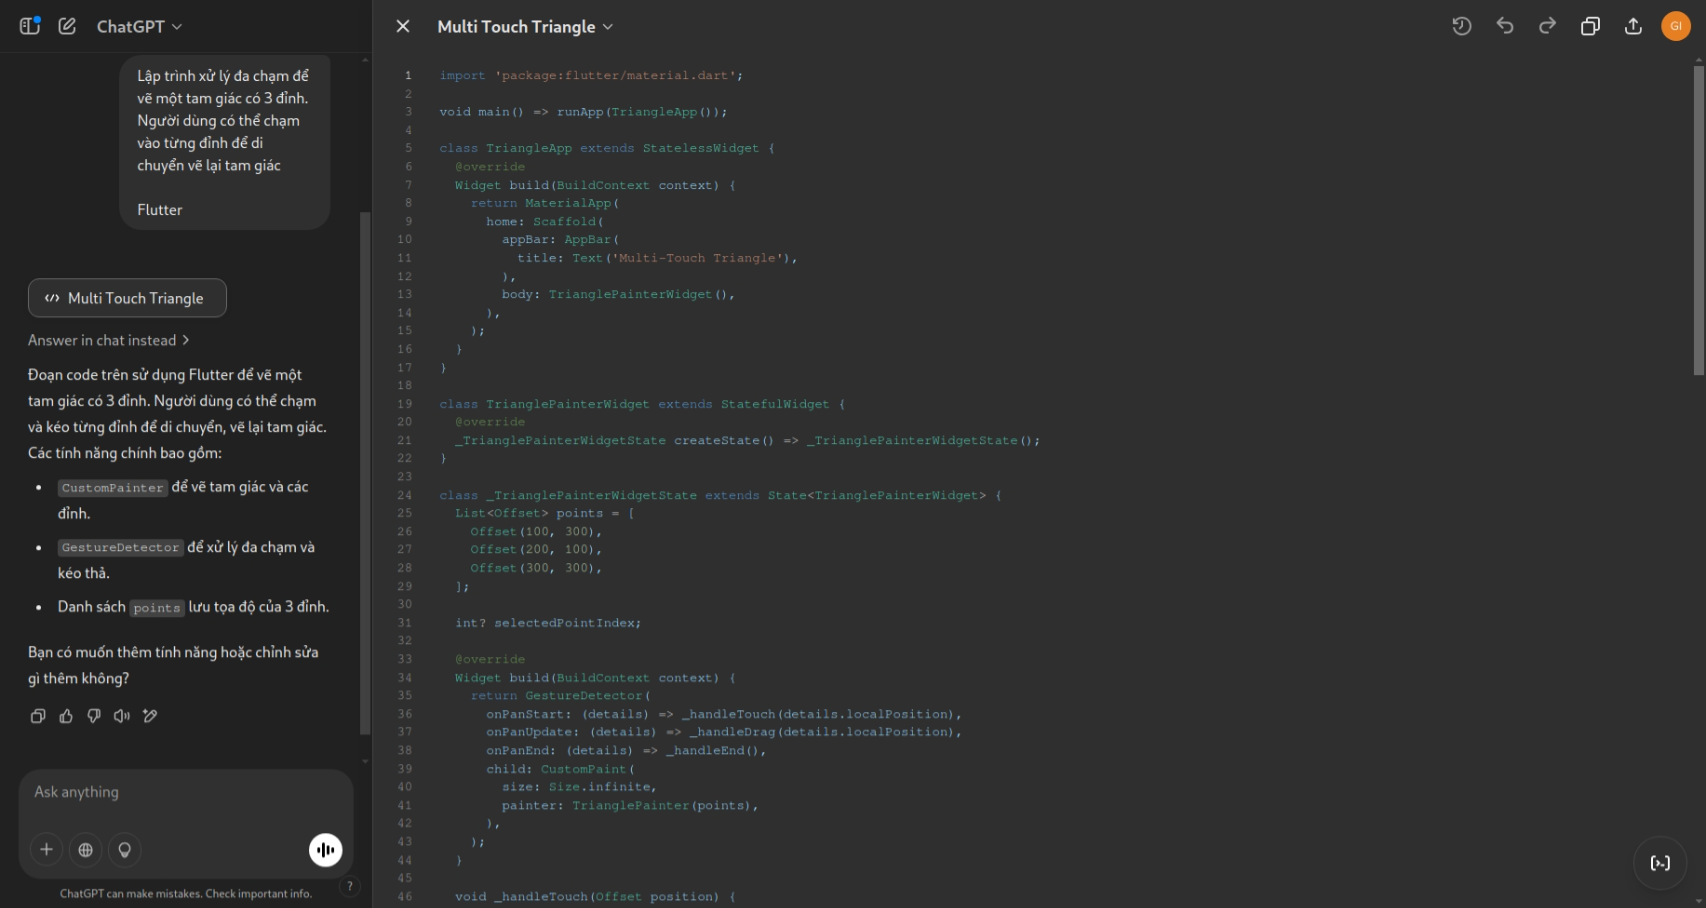 ChatGPT
Lập trình xử lý đa chạm để
vẽ một tam giác có 3 đỉnh.
Người dùng có thể chạm
vào từng đỉnh để di
chuyển vẽ lại tam giác
Flutter
Multi Touch Triangle
Answer in chat instead
Đoạn code trên sử dụng Flutter để vẽ một
tam giác có 3 đỉnh. Người dùng có thể chạm
và kéo từng đỉnh để di chuyển, vẽ lại tam giác.
Các tính năng chính bao gồm:
• CustomPainter để vẽ tam giác và các
đỉnh.
• GestureDetector để xử lý đa chạm và
kéo thả.
• Danh sách points lưu tọa độ của 3 đỉnh.
Bạn có muốn thêm tính năng hoặc chỉnh sửa
gì thêm không?
Ask anything
ChatGPT can make mistakes. Check important info.
?
Multi Touch Triangle
GI
1 import 'package:flutter/material.dart';
2
3 void main() => runApp(TriangleApp());
4
5 class TriangleApp extends StatelessWidget {
6 @override
7 Widget build(BuildContext context) {
8 return MaterialApp(
9 home: Scaffold(
10 appBar: AppBar(
11 title: Text('Multi-Touch Triangle'),
12 ),
13 body: TrianglePainterWidget(),
14 ),
15 );
16 }
17 }
18
19 class TrianglePainterWidget extends StatefulWidget {
20 @override
21 _TrianglePainterWidgetState createState() => _TrianglePainterWidgetState();
22 }
23
24 class _TrianglePainterWidgetState extends State<TrianglePainterWidget> {
25 List<Offset> points = [
26 Offset(100, 300),
27 Offset(200, 100),
28 Offset(300, 300),
29 ];
30
31 int? selectedPointIndex;
32
33 @override
34 Widget build(BuildContext context) {
35 return GestureDetector(
36 onPanStart: (details) => _handleTouch(details.localPosition),
37 onPanUpdate: (details) => _handleDrag(details.localPosition),
38 onPanEnd: (details) => _handleEnd(),
39 child: CustomPaint(
40 size: Size.infinite,
41 painter: TrianglePainter(points),
42 ),
43 );
44 }
45
46 void _handleTouch(Offset position) {